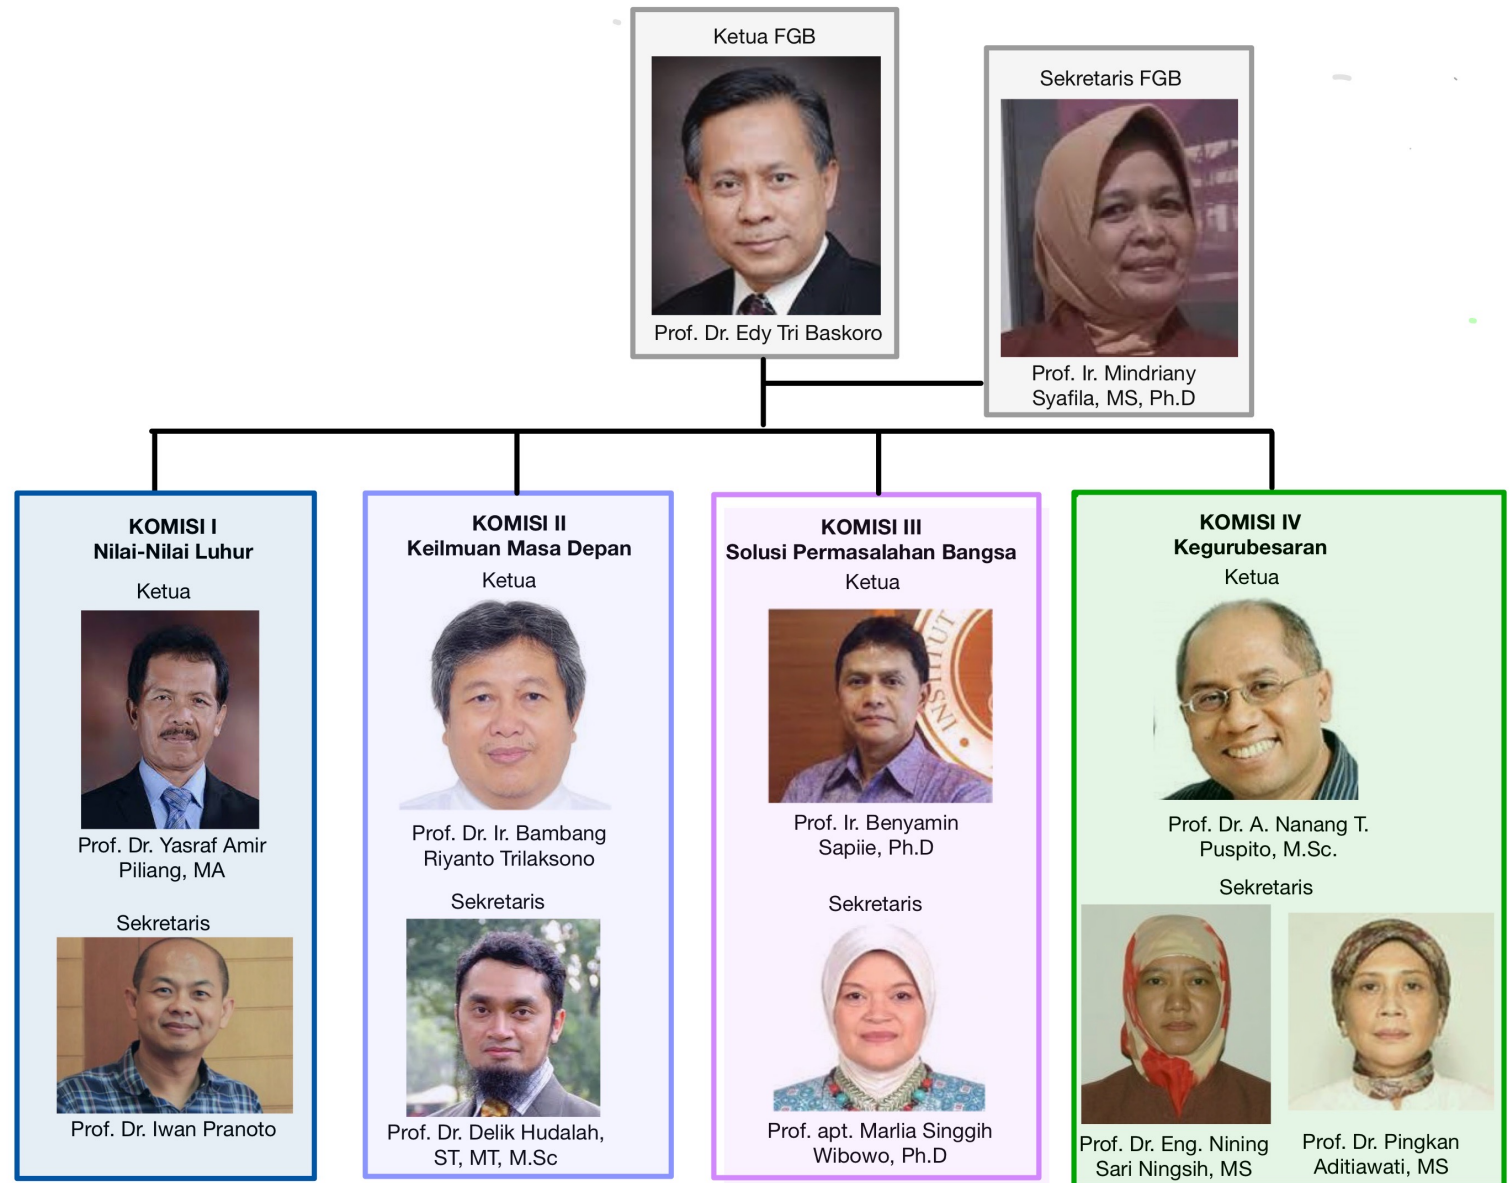 Ketua FGB
Prof. Dr. Edy Tri Baskoro
Sekretaris FGB
Prof. Ir. Mindriany
Syafila, MS, Ph.D
KOMISI I
Nilai-Nilai Luhur
Ketua
Prof. Dr. Yasraf Amir
Piliang, MA
Sekretaris
Prof. Dr. Iwan Pranoto
KOMISI II
Keilmuan Masa Depan
Ketua
Prof. Dr. Ir. Bambang
Riyanto Trilaksono
Sekretaris
Prof. Dr. Delik Hudalah,
ST, MT, M.Sc
KOMISI III
Solusi Permasalahan Bangsa
Ketua
INSTITUT
Prof. Ir. Benyamin
Sapiie, Ph.D
Sekretaris
Prof. apt. Marlia Singgih
Wibowo, Ph.D
KOMISI IV
Kegurubesaran
Ketua
Prof. Dr. A. Nanang T.
Puspito, M.Sc.
Sekretaris
Prof. Dr. Eng. Nining
Sari Ningsih, MS
Prof. Dr. Pingkan
Aditiawati, MS